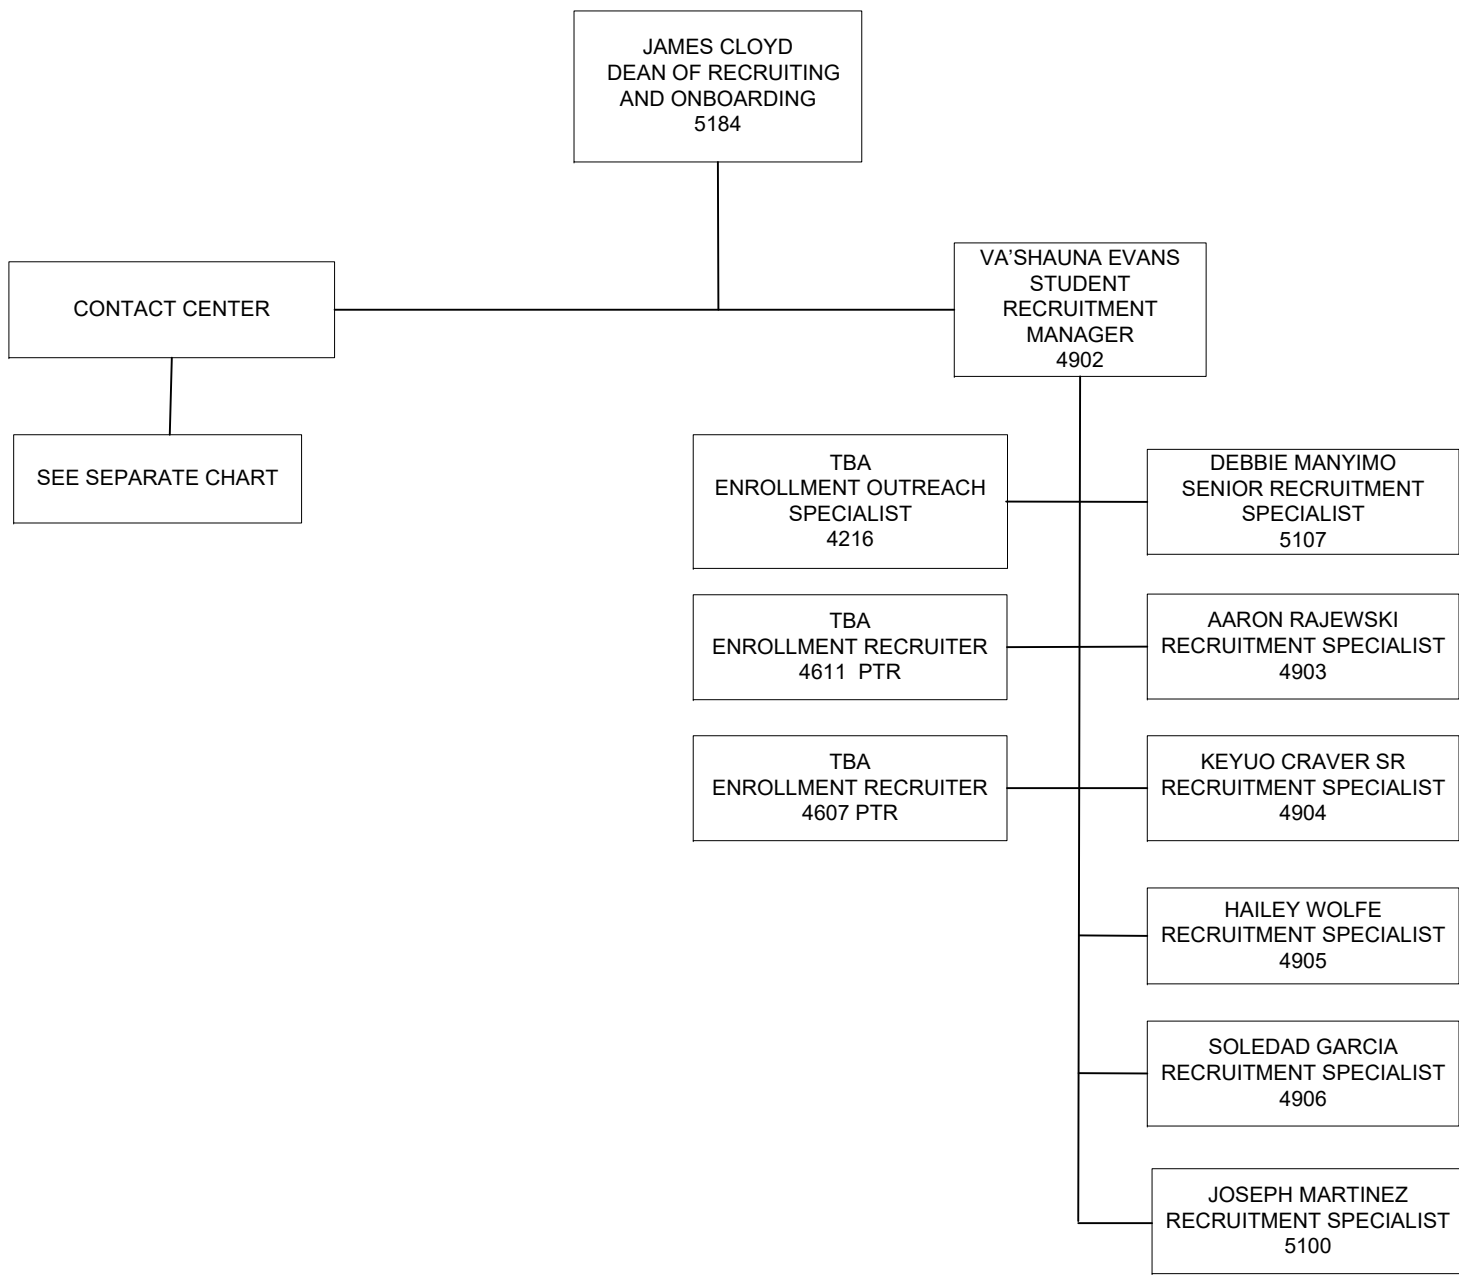 JAMES CLOYD
DEAN OF RECRUITING
AND ONBOARDING
5184
CONTACT CENTER
VA'SHAUNA EVANS
STUDENT
RECRUITMENT
MANAGER
4902
SEE SEPARATE CHART
TBA
ENROLLMENT OUTREACH
SPECIALIST
4216
DEBBIE MANYIMO
SENIOR RECRUITMENT
SPECIALIST
5107
TBA
ENROLLMENT RECRUITER
4611  PTR
AARON RAJEWSKI
RECRUITMENT SPECIALIST
4903
TBA
ENROLLMENT RECRUITER
4607 PTR
KEYUO CRAVER SR
RECRUITMENT SPECIALIST
4904
HAILEY WOLFE
RECRUITMENT SPECIALIST
4905
SOLEDAD GARCIA
RECRUITMENT SPECIALIST
4906
JOSEPH MARTINEZ
RECRUITMENT SPECIALIST
5100